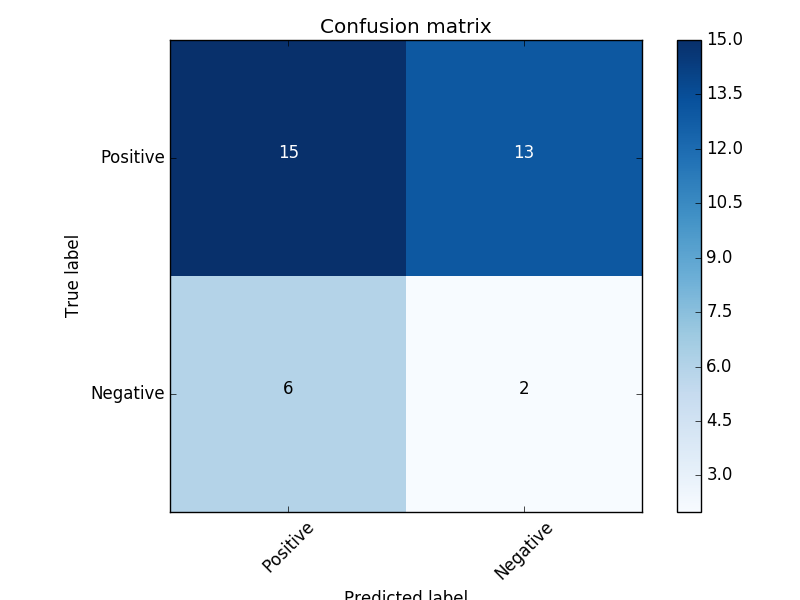 Confusion matrix
True label
Positive
Negative
15
13
6
2
Positive
Negative
Predicted label
15.0
13.5
12.0
10.5
9.0
7.5
6.0
4.5
3.0